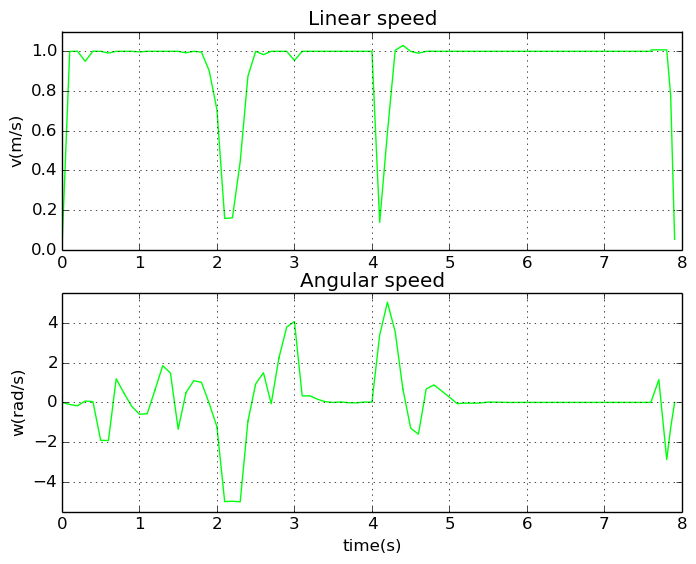 Linear speed
1.0
0.8
0.6
0.4
0.2
0.0
v(m/s)
0 1 2 3 4 5 6 7 8
Angular speed
4
2
0
−2
−4
w(rad/s)
0 1 2 3 4 5 6 7 8
time(s)